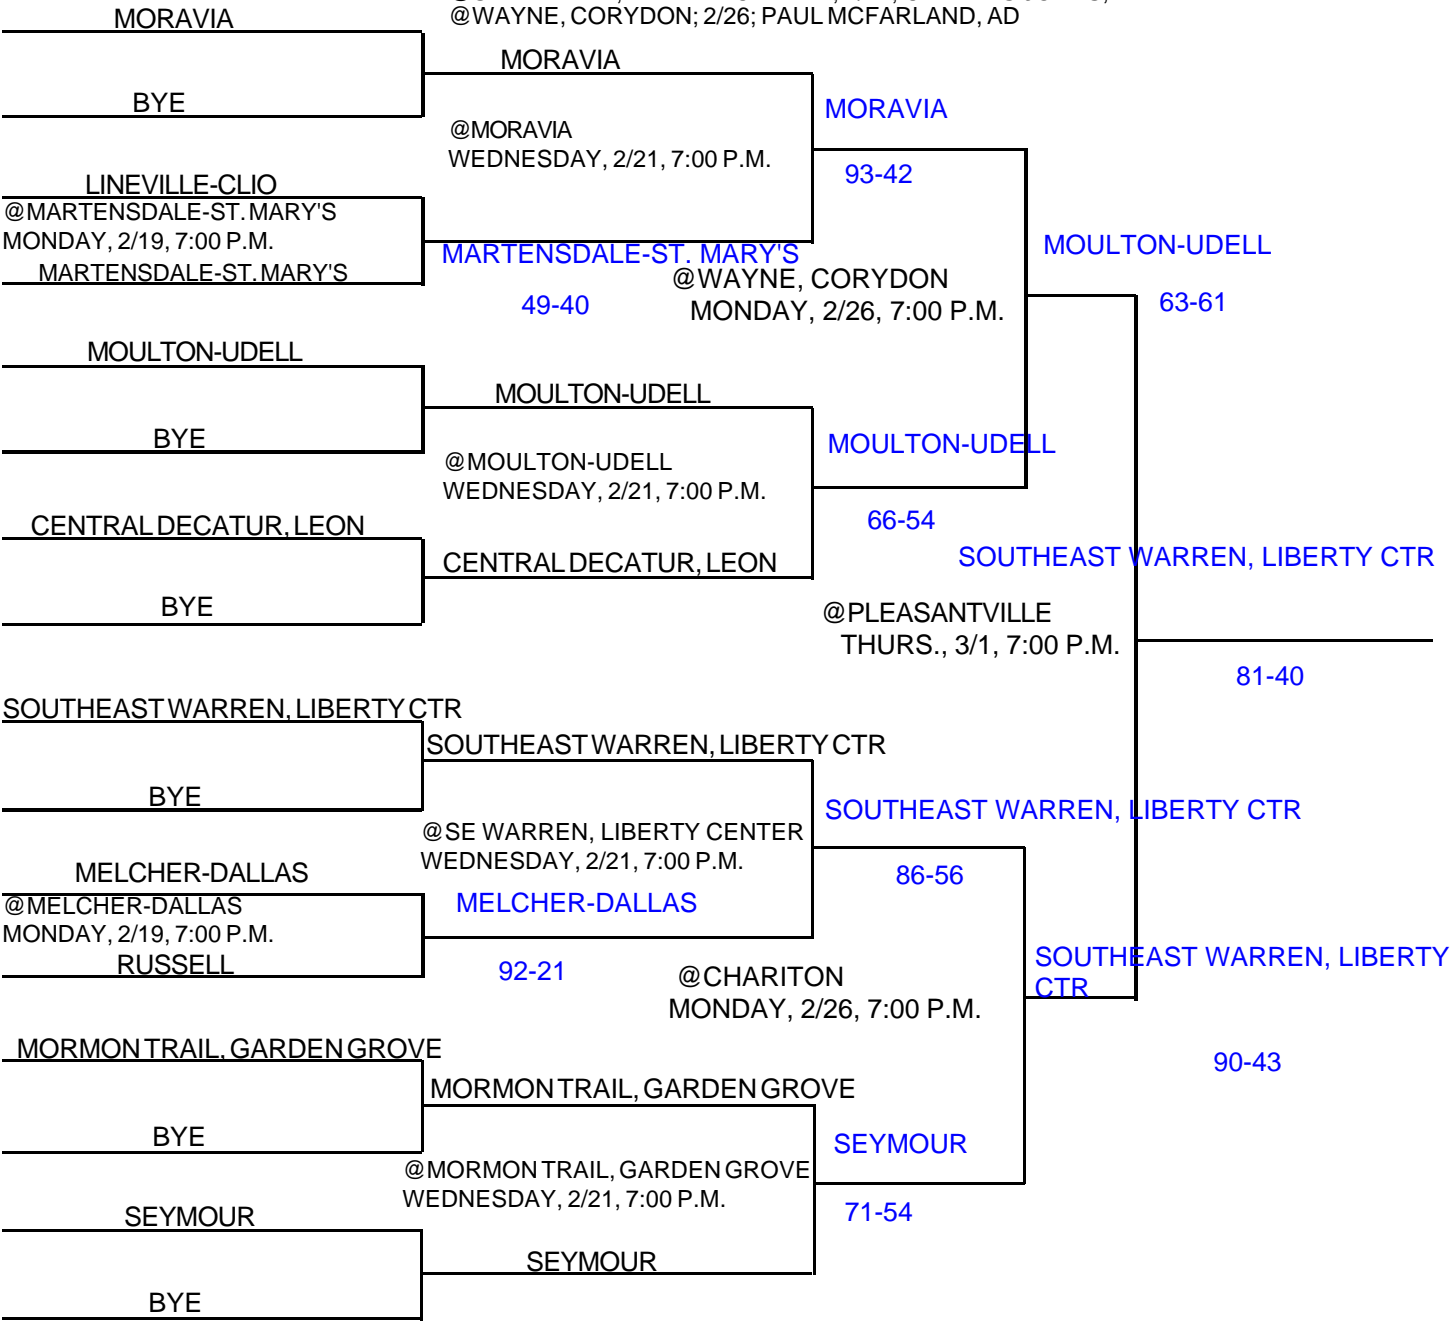 @WAYNE, CORYDON; 2/26; PAUL MCFARLAND, AD
MORAVIA
MORAVIA
BYE
MORAVIA
@MORAVIA
WEDNESDAY, 2/21, 7:00 P.M.
93-42
LINEVILLE-CLIO
@MARTENSDALE-ST. MARY'S
MONDAY, 2/19, 7:00 P.M.
MARTENSDALE-ST. MARY'S
MARTENSDALE-ST. MARY'S
49-40
@WAYNE, CORYDON
MONDAY, 2/26, 7:00 P.M.
MOULTON-UDELL
63-61
MOULTON-UDELL
MOULTON-UDELL
BYE
MOULTON-UDELL
@MOULTON-UDELL
WEDNESDAY, 2/21, 7:00 P.M.
66-54
CENTRAL DECATUR, LEON
CENTRAL DECATUR, LEON
BYE
SOUTHEAST WARREN, LIBERTY CTR
@PLEASANTVILLE
THURS., 3/1, 7:00 P.M.
81-40
SOUTHEAST WARREN, LIBERTY CTR
SOUTHEAST WARREN, LIBERTY CTR
BYE
SOUTHEAST WARREN, LIBERTY CTR
@SE WARREN, LIBERTY CENTER
WEDNESDAY, 2/21, 7:00 P.M.
86-56
MELCHER-DALLAS
@MELCHER-DALLAS
MONDAY, 2/19, 7:00 P.M.
RUSSELL
MELCHER-DALLAS
92-21
@CHARITON
MONDAY, 2/26, 7:00 P.M.
SOUTHEAST WARREN, LIBERTY
CTR
90-43
MORMON TRAIL, GARDEN GROVE
MORMON TRAIL, GARDEN GROVE
BYE
SEYMOUR
@MORMON TRAIL, GARDEN GROVE
WEDNESDAY, 2/21, 7:00 P.M.
71-54
SEYMOUR
SEYMOUR
BYE